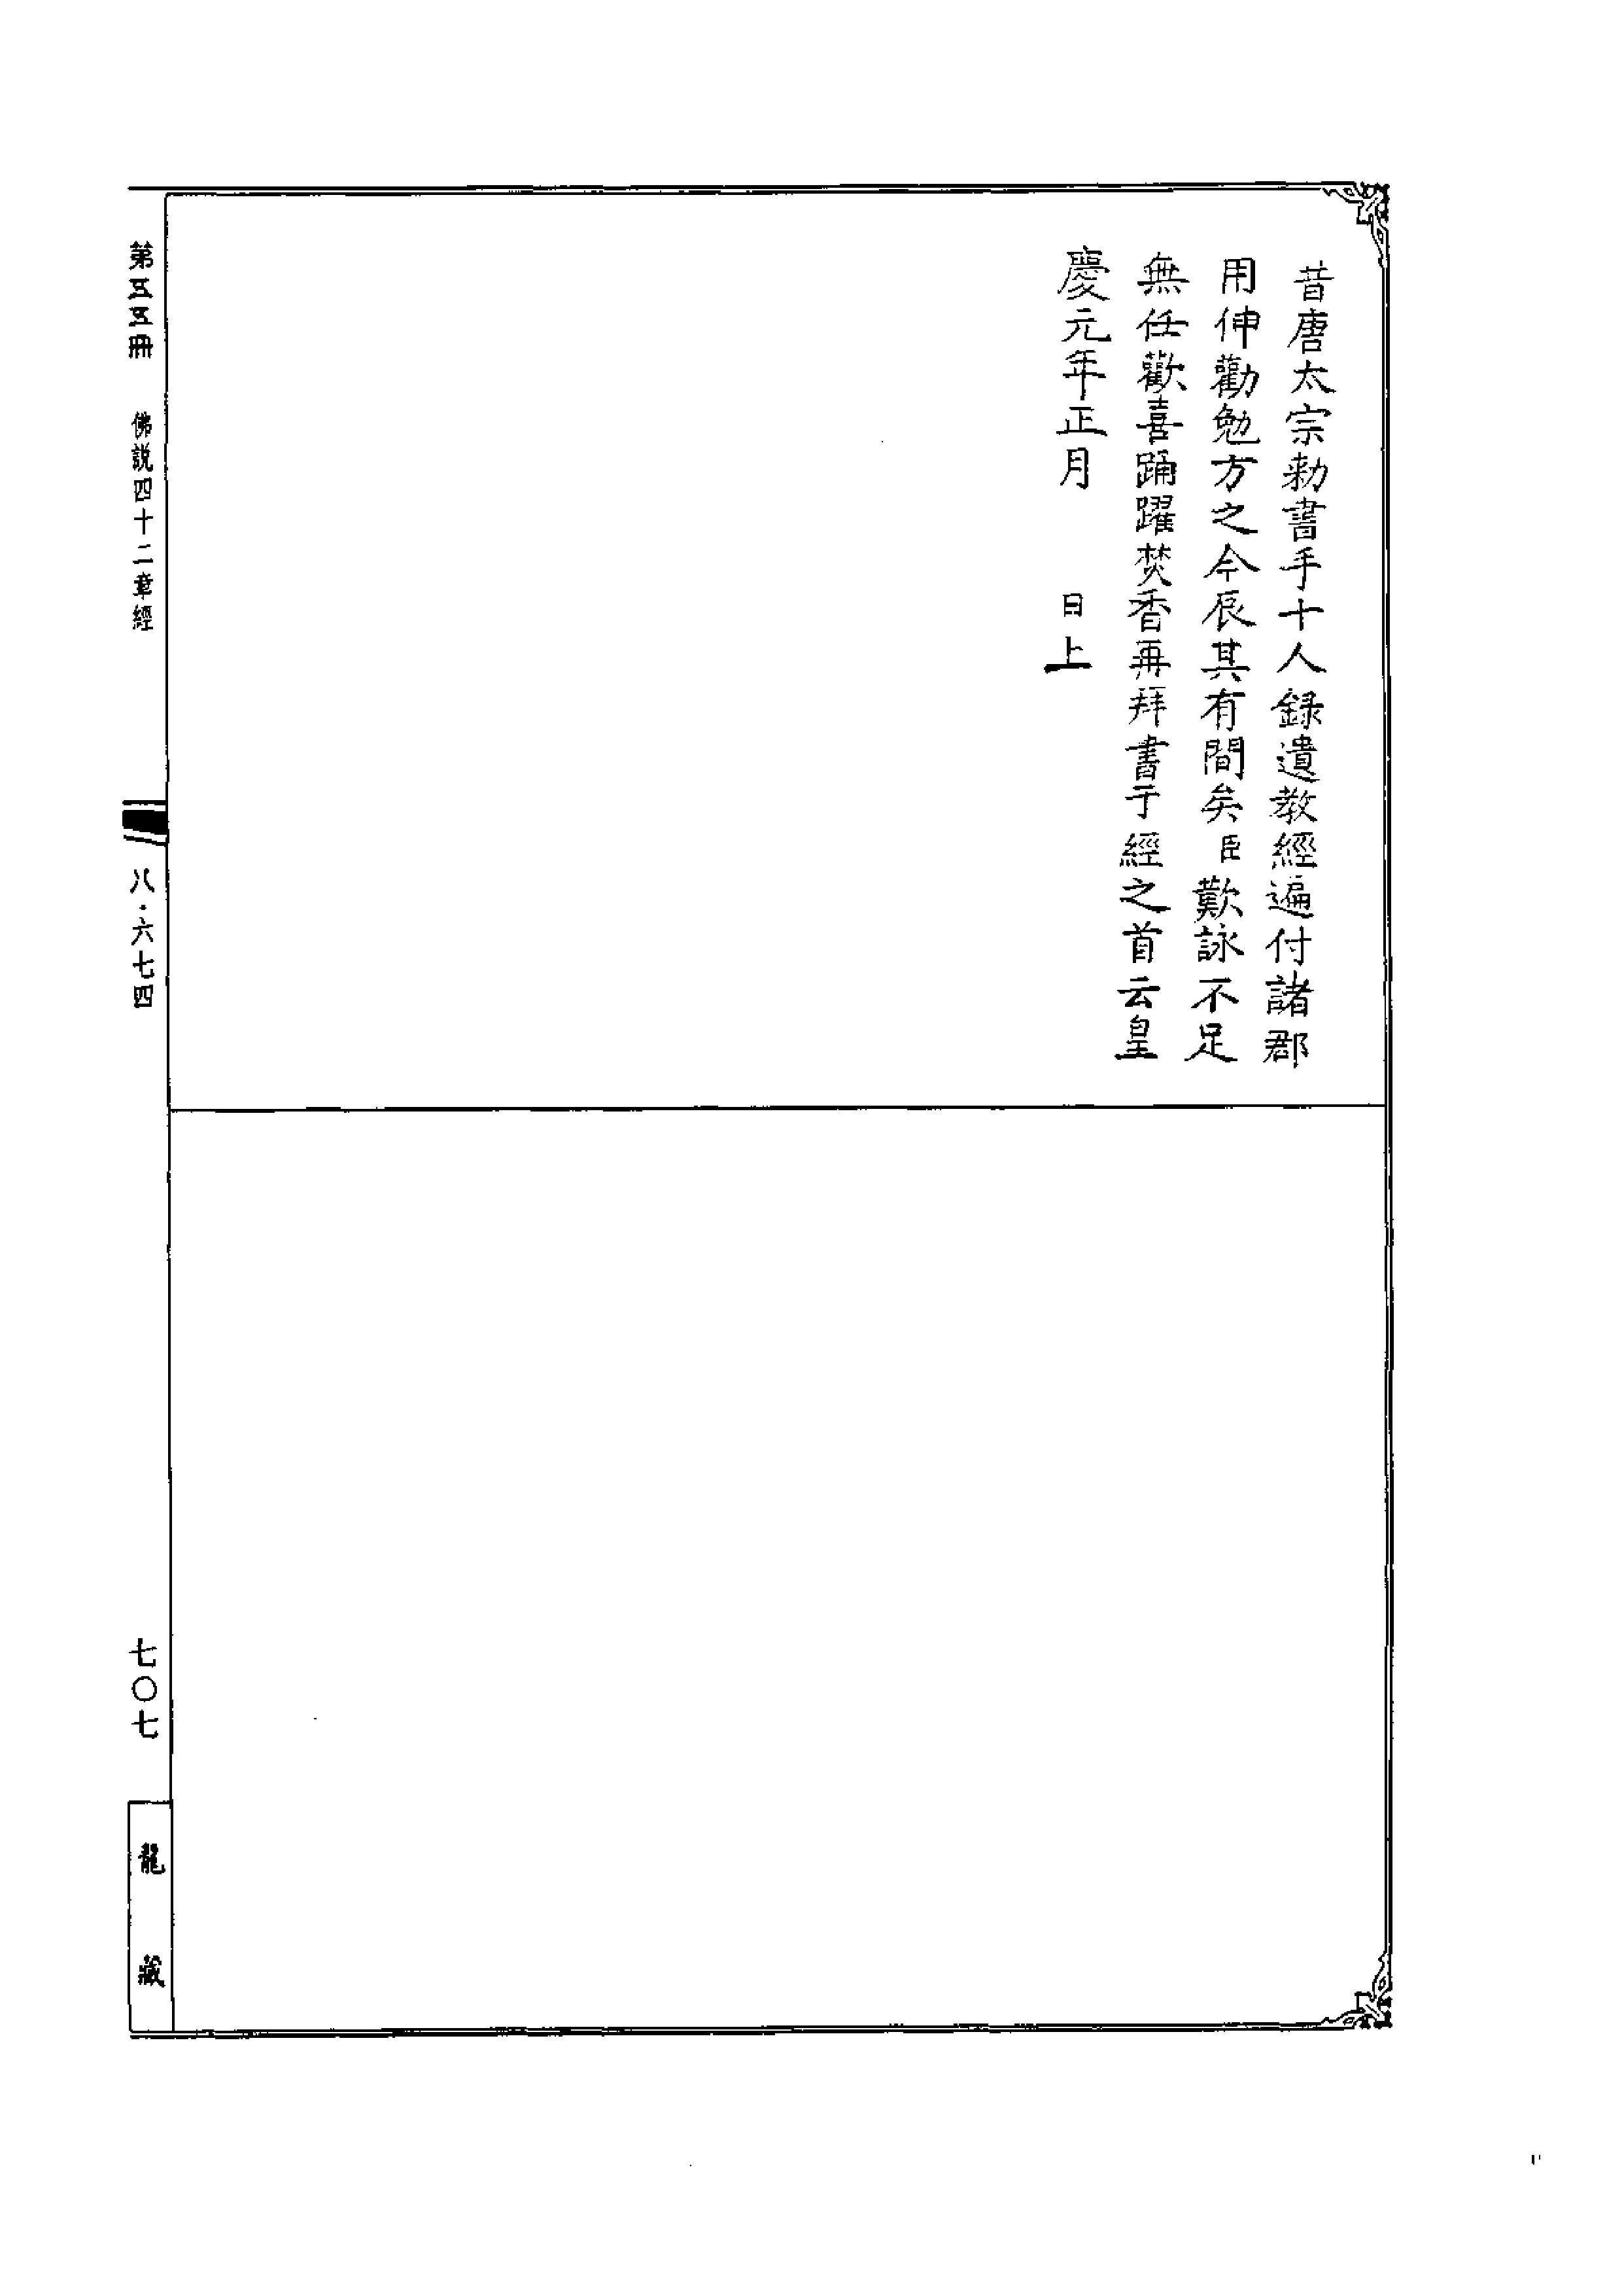 昔唐太宗勑書手十人録遺教經遍付諸郡
用伸勸勉方之今辰其有間矣臣歎詠不足
無任歡喜踊躍焚香再拜書于經之首云皇
慶元年正月　日上
第五五冊　佛説四十二章經
八·六七四
七〇七
龍藏